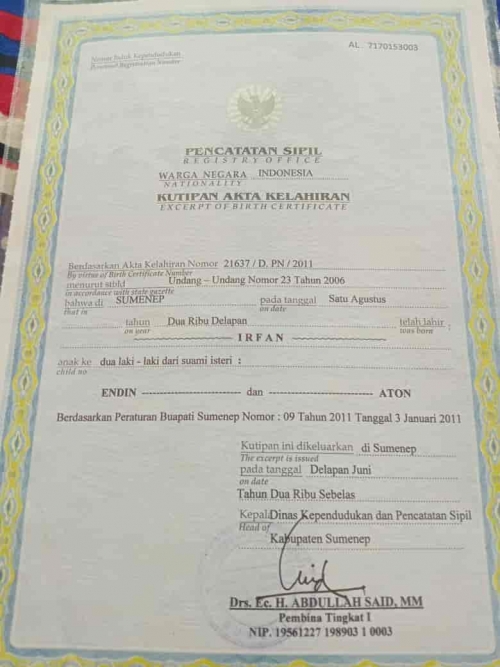 AL. 7170153003
Nomor Induk Kependudukan
Personal Registration Number
PENCATATAN SIPIL
REGISTRY OFFICE
WARGA NEGARA INDONESIA
NATIONALITY
KUTIPAN AKTA KELAHIRAN
EXCERPT OF BIRTH CERTIFICATE
Berdasarkan Akta Kelahiran Nomor 21637 / D. PN / 2011
By virtue of Birth Certificate Number
menurut stbld Undang – Undang Nomor 23 Tahun 2006
in accordance with state gazette
bahwa di SUMENEP pada tanggal Satu Agustus
that in on date
tahun Dua Ribu Delapan telah lahir :
on year was born
IRFAN
anak ke dua laki - laki dari suami isteri :
child no.
ENDIN ---------------------------- dan ---------------------------- ATON
Berdasarkan Peraturan Buapati Sumenep Nomor : 09 Tahun 2011 Tanggal 3 Januari 2011
Kutipan ini dikeluarkan di Sumenep
The excerpt is issued
pada tanggal Delapan Juni
on date
Tahun Dua Ribu Sebelas
Kepala Dinas Kependudukan dan Pencatatan Sipil
Head of
Kabupaten Sumenep
Drs. Ec. H. ABDULLAH SAID, MM
Pembina Tingkat I
NIP. 19561227 198903 1 0003